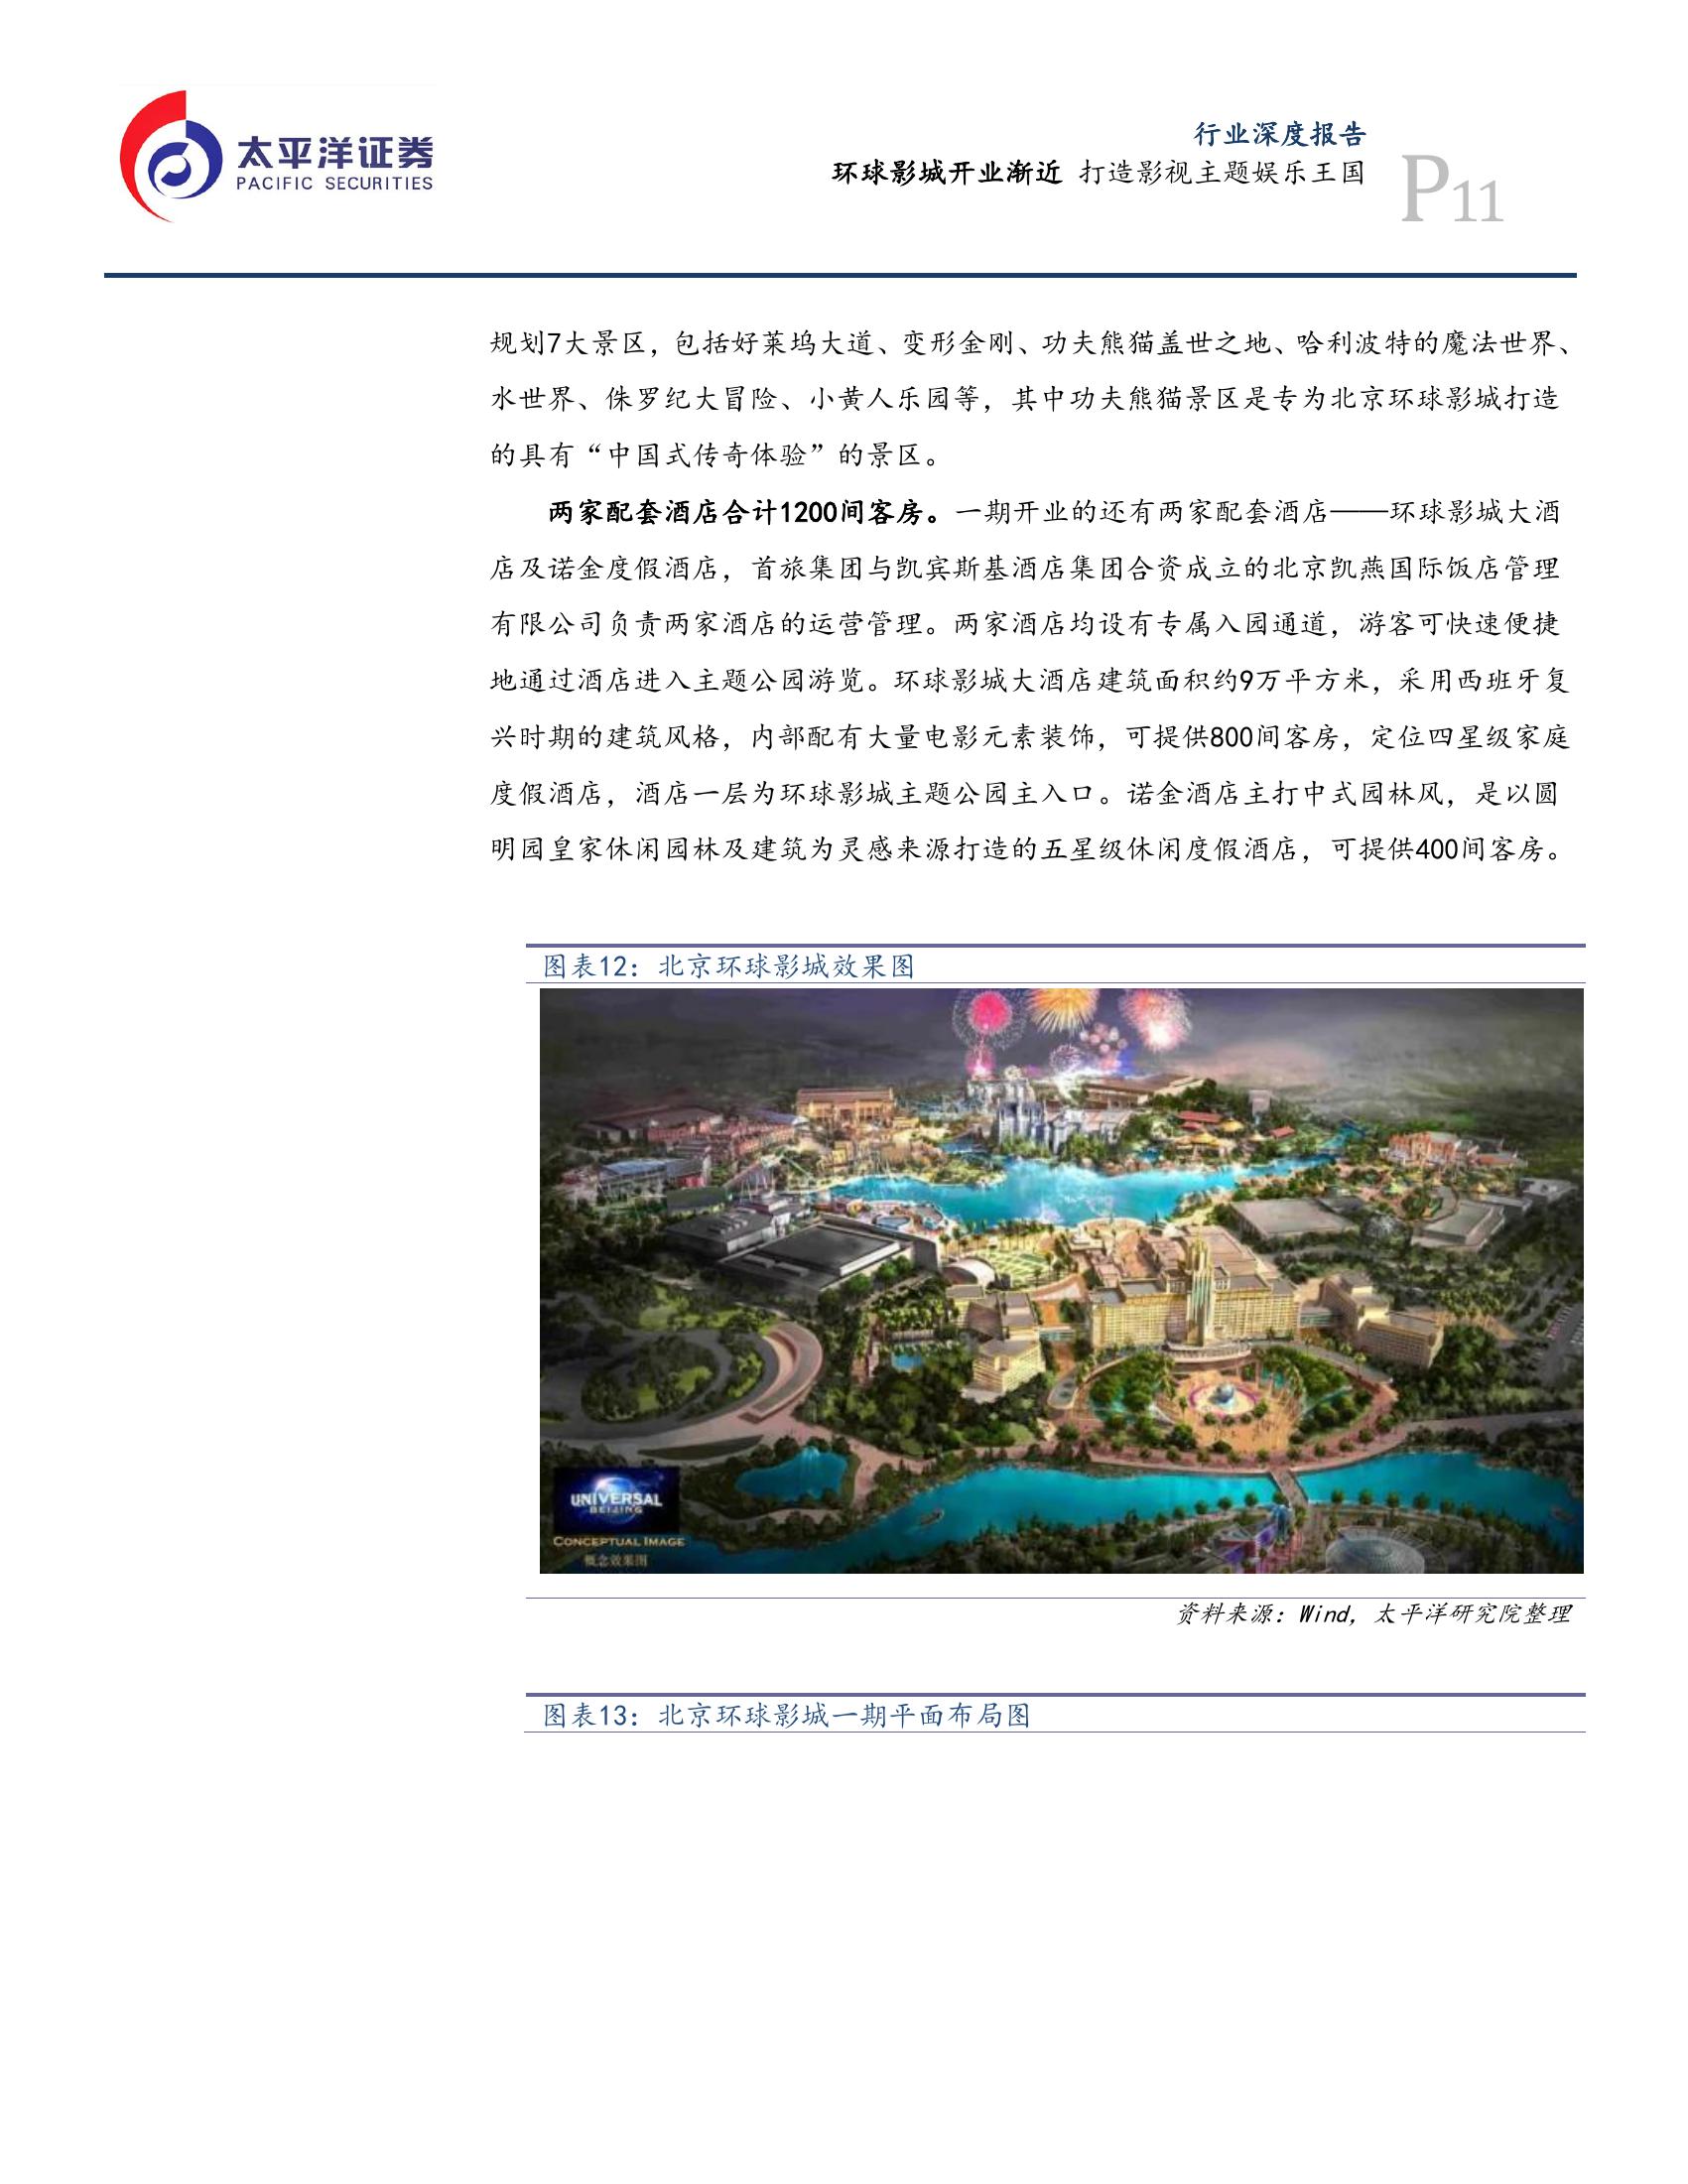 太平洋证券
PACIFIC SECURITIES
行业深度报告
环球影城开业渐近 打造影视主题娱乐王国
P11
规划7大景区，包括好莱坞大道、变形金刚、功夫熊猫盖世之地、哈利波特的魔法世界、
水世界、侏罗纪大冒险、小黄人乐园等，其中功夫熊猫景区是专为北京环球影城打造
的具有“中国式传奇体验”的景区。
两家配套酒店合计1200间客房。一期开业的还有两家配套酒店——环球影城大酒
店及诺金度假酒店，首旅集团与凯宾斯基酒店集团合资成立的北京凯燕国际饭店管理
有限公司负责两家酒店的运营管理。两家酒店均设有专属入园通道，游客可快速便捷
地通过酒店进入主题公园游览。环球影城大酒店建筑面积约9万平方米，采用西班牙复
兴时期的建筑风格，内部配有大量电影元素装饰，可提供800间客房，定位四星级家庭
度假酒店，酒店一层为环球影城主题公园主入口。诺金酒店主打中式园林风，是以圆
明园皇家休闲园林及建筑为灵感来源打造的五星级休闲度假酒店，可提供400间客房。
图表12：北京环球影城效果图
UNIVERSAL
BEIJING
CONCEPTUAL IMAGE
概念效果图
资料来源：Wind，太平洋研究院整理
图表13：北京环球影城一期平面布局图